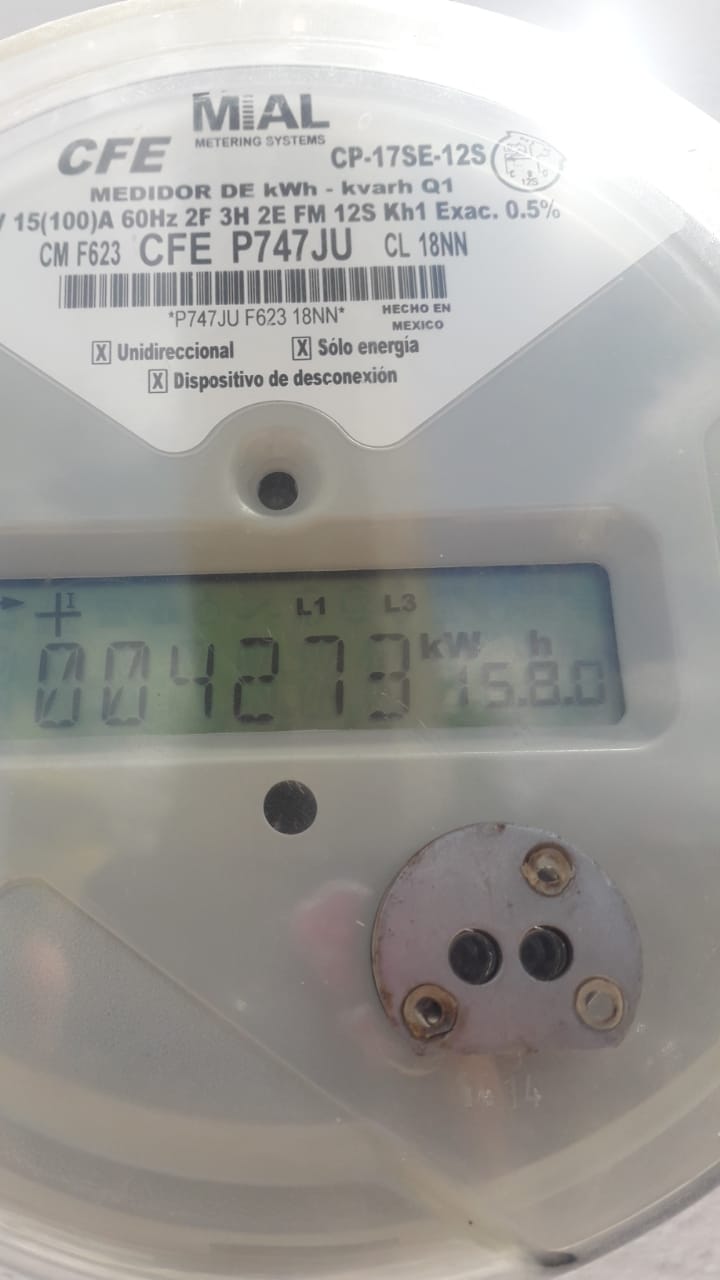 MIAL
METERING SYSTEMS
CFE
CP-17SE-12S
MEDIDOR DE kWh - kvarh Q1
15(100)A 60Hz 2F 3H 2E FM 12S Kh1 Exac. 0.5%
CM F623 CFE P747JU CL 18NN
*P747JU F623 18NN*
HECHO EN
MEXICO
X Unidireccional X Sólo energía
X Dispositivo de desconexión
L1 L3
004273 kW h 15.8.0